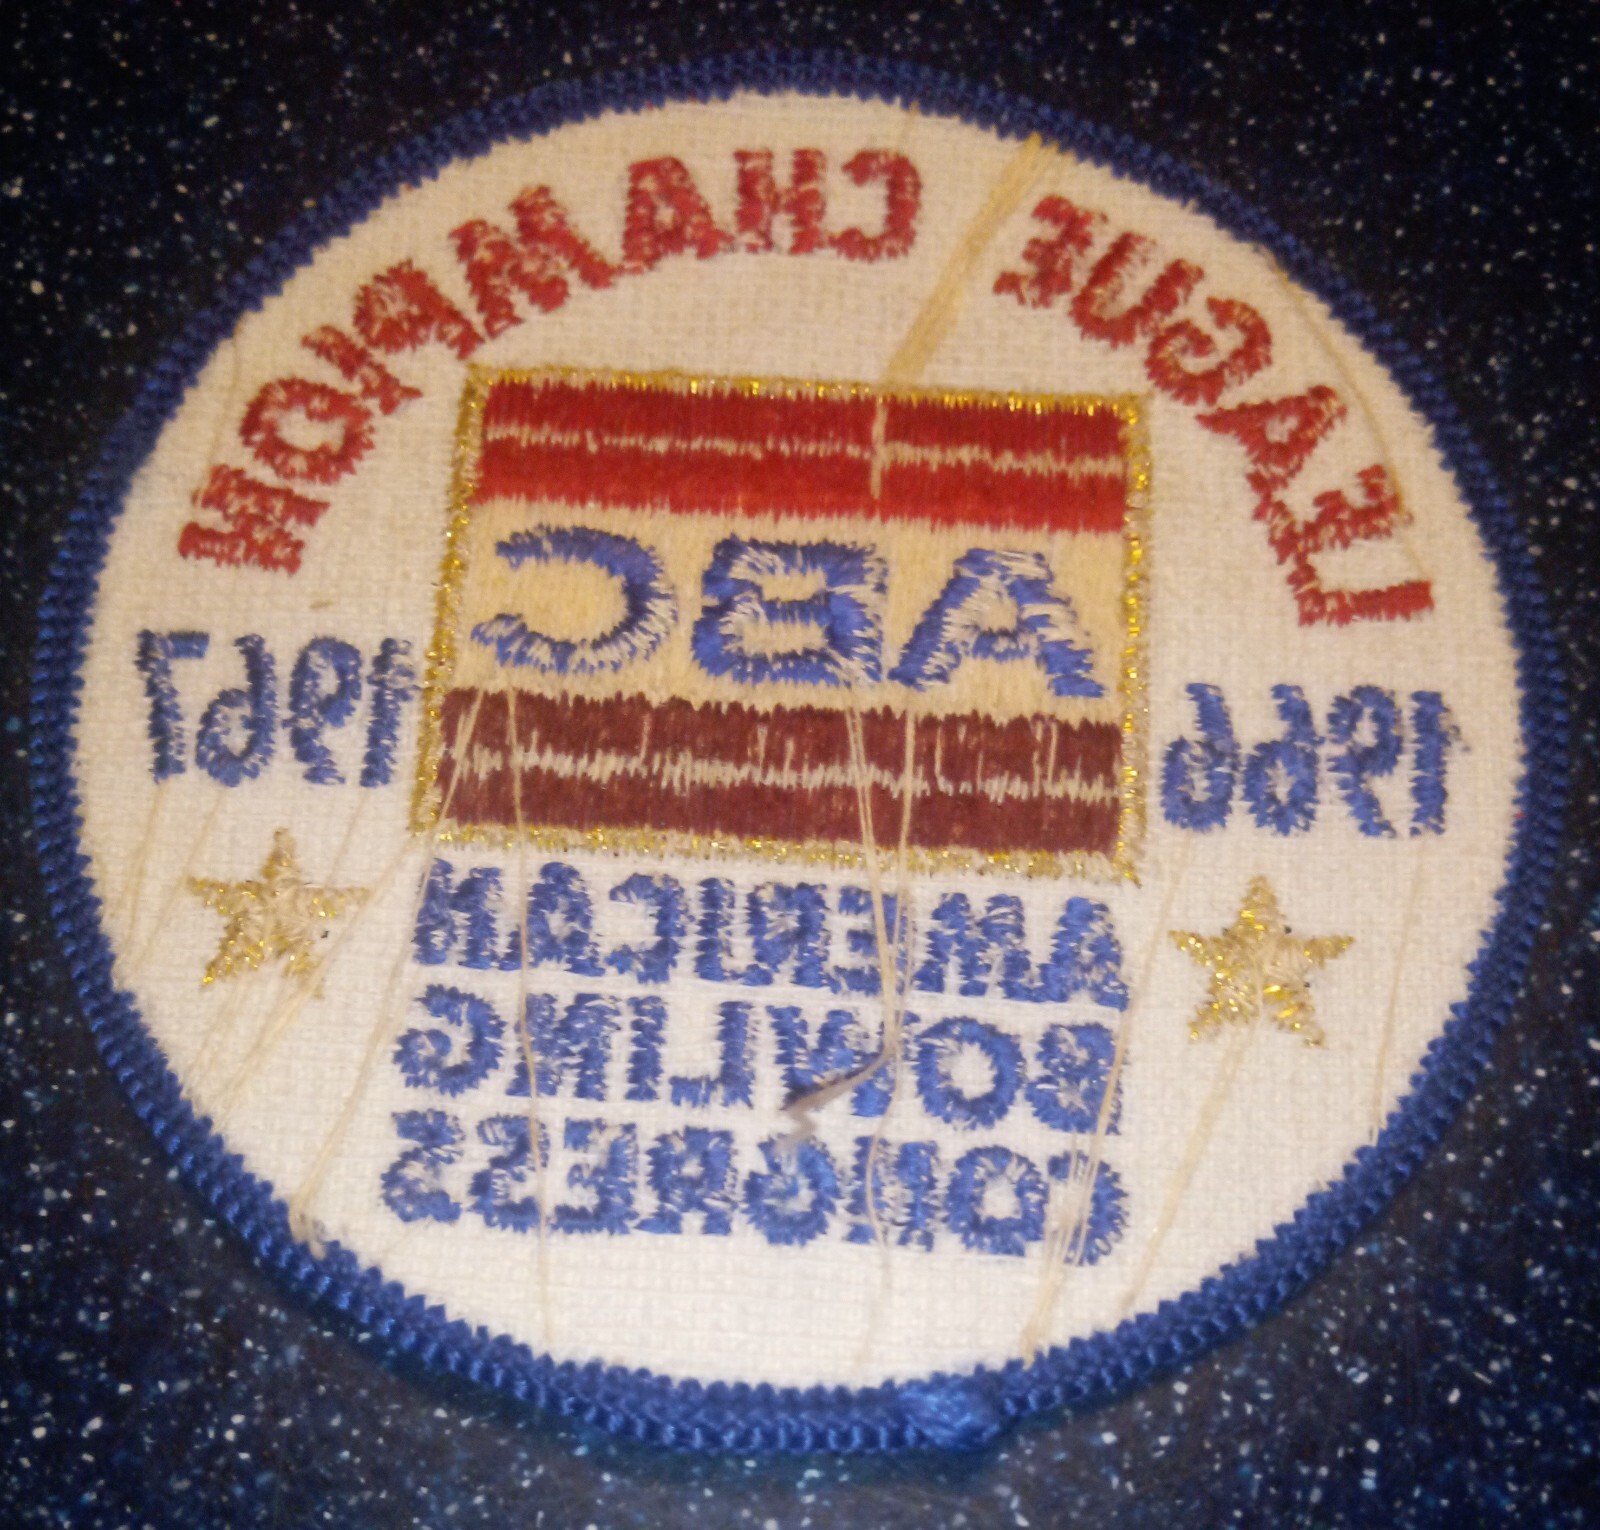 LEAGUE CHAMPION
ABC
1966 1967
AMERICAN
BOWLING
CONGRESS